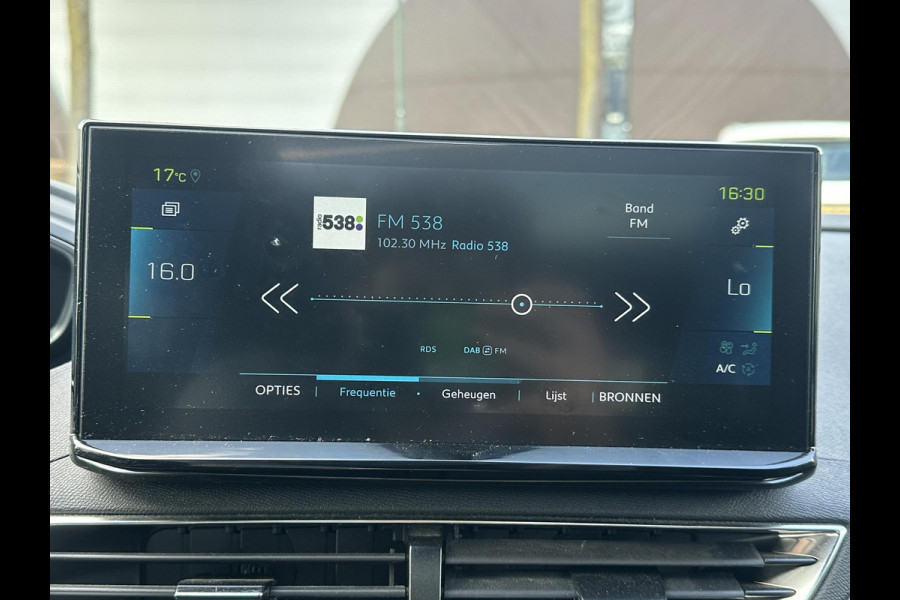 17°C
16:30
radio 538
FM 538
102.30 MHz Radio 538
Band
FM
16.0
Lo
RDS
DAB FM
A/C
OPTIES
Frequentie
Geheugen
Lijst
BRONNEN